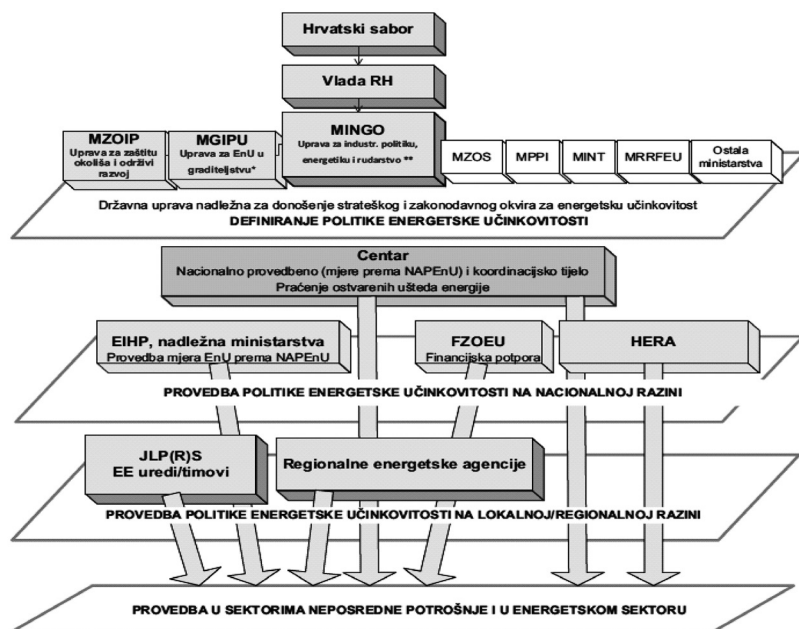 Hrvatski sabor
Vlada RH
MINGO
Uprava za industr. politiku,
energetiku i rudarstvo **
MZOIP
Uprava za zaštitu
okoliša i održivi
razvoj
MGIPU
Uprava za EnU u
graditeljstvu*
MZOS
MPPI
MINT
MRRFEU
Ostala
ministarstva
Državna uprava nadležna za donošenje strateškog i zakonodavnog okvira za energetsku učinkovitost
DEFINIRANJE POLITIKE ENERGETSKE UČINKOVITOSTI
Centar
Nacionalno provedbeno (mjere prema NAPEnU) i koordinacijsko tijelo
Praćenje ostvarenih ušteda energije
EIHP, nadležna ministarstva
Provedba mjera EnU prema NAPEnU
FZOEU
Financijska potpora
HERA
PROVEDBA POLITIKE ENERGETSKE UČINKOVITOSTI NA NACIONALNOJ RAZINI
JLP(R)S
EE uredi/timovi
Regionalne energetske agencije
PROVEDBA POLITIKE ENERGETSKE UČINKOVITOSTI NA LOKALNOJ/REGIONALNOJ RAZINI
PROVEDBA U SEKTORIMA NEPOSREDNE POTROŠNJE I U ENERGETSKOM SEKTORU